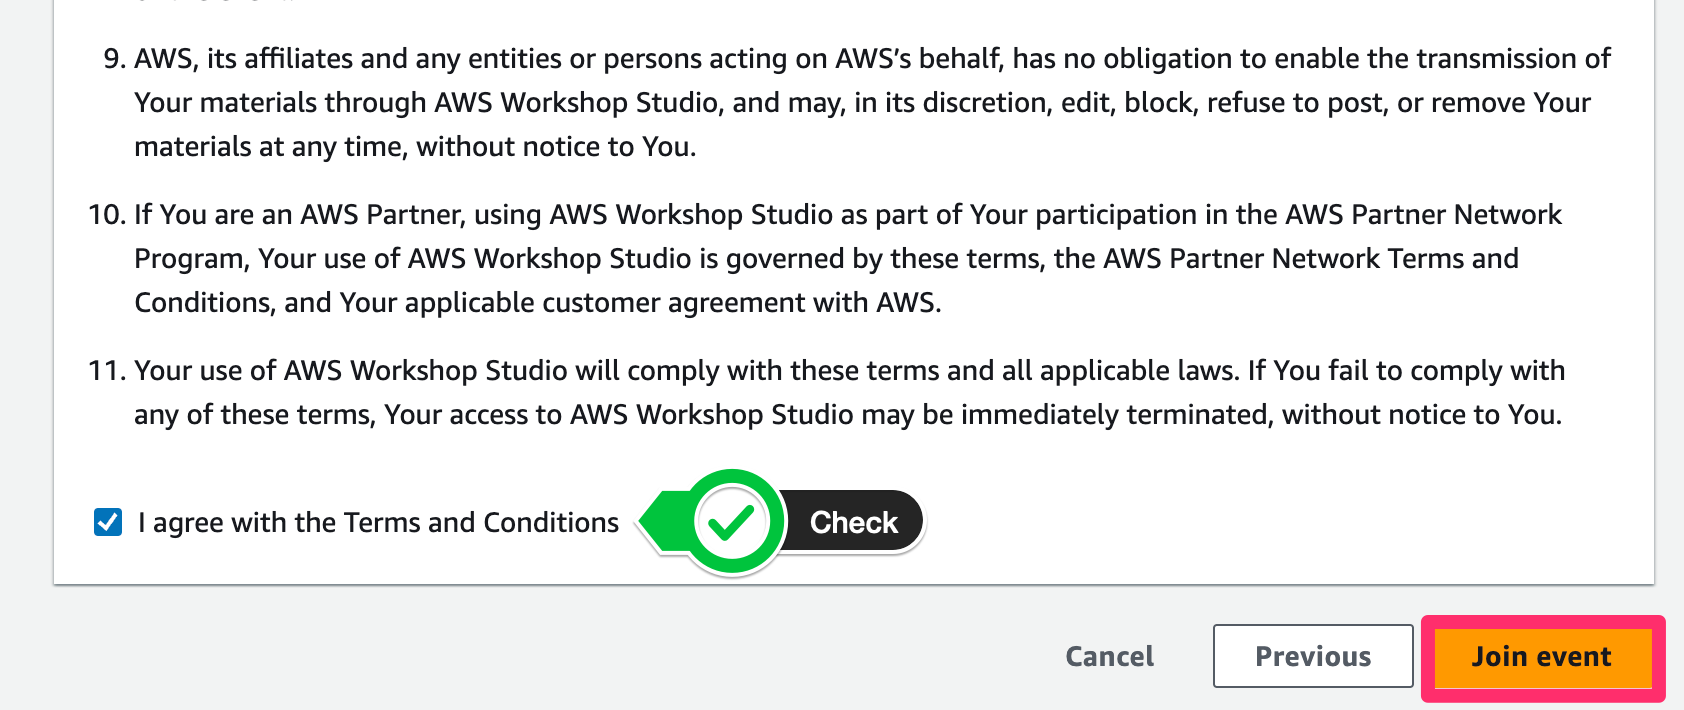 9. AWS, its affiliates and any entities or persons acting on AWS’s behalf, has no obligation to enable the transmission of
Your materials through AWS Workshop Studio, and may, in its discretion, edit, block, refuse to post, or remove Your
materials at any time, without notice to You.
10. If You are an AWS Partner, using AWS Workshop Studio as part of Your participation in the AWS Partner Network
Program, Your use of AWS Workshop Studio is governed by these terms, the AWS Partner Network Terms and
Conditions, and Your applicable customer agreement with AWS.
11. Your use of AWS Workshop Studio will comply with these terms and all applicable laws. If You fail to comply with
any of these terms, Your access to AWS Workshop Studio may be immediately terminated, without notice to You.
I agree with the Terms and Conditions
Check
Cancel
Previous
Join event